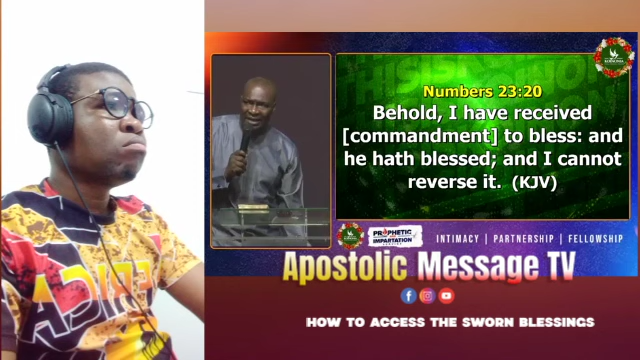 Numbers 23:20
Behold, I have received
[commandment] to bless: and
he hath blessed; and I cannot
reverse it. (KJV)
PROPHETIC
IMPARTATION
INTIMACY | PARTNERSHIP | FELLOWSHIP
Apostolic Message TV
HOW TO ACCESS THE SWORN BLESSINGS